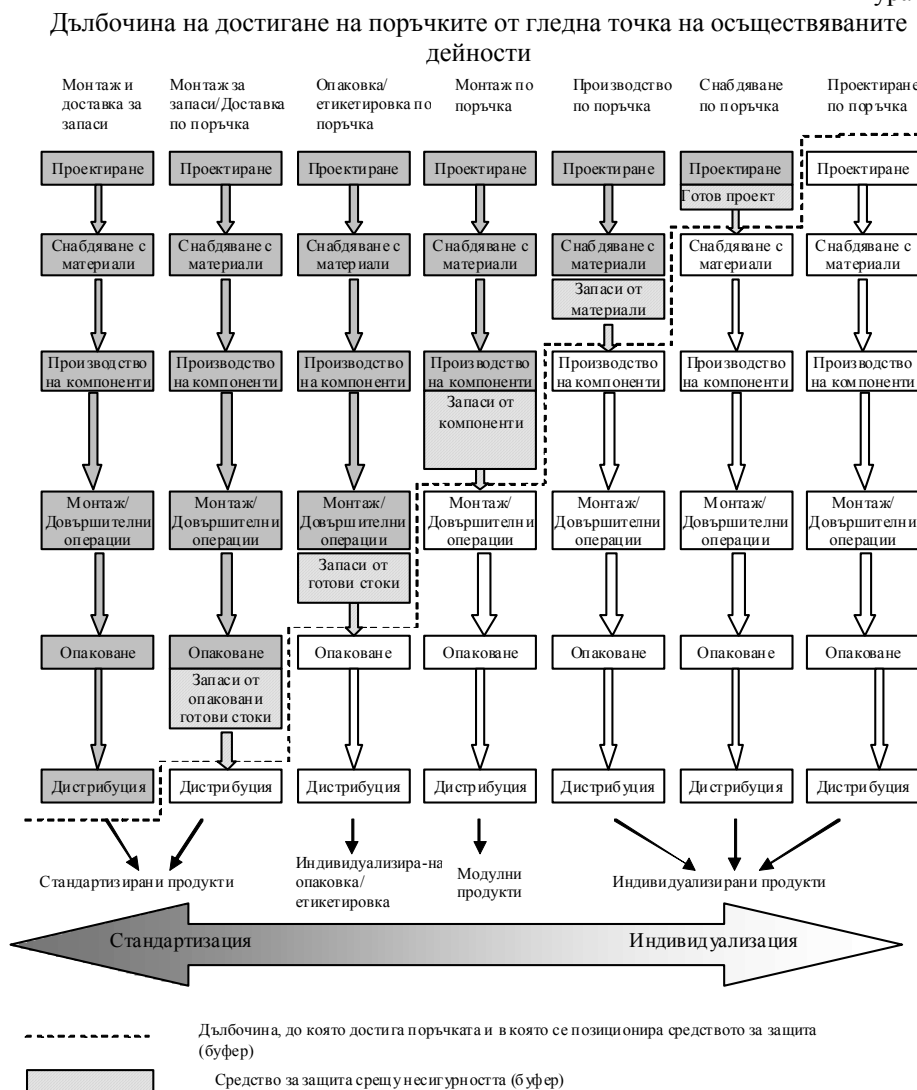 Дълбочина на достигане на поръчките от гледна точка на осъществяваните
дейности
Монтаж и
доставка за
запаси
Монтаж за
запаси/Доставка
по поръчка
Опаковка/
етикетировка по
поръчка
Монтаж по
поръчка
Производство
по поръчка
Снабдяване
по поръчка
Проектиране
по поръчка
Проектиране
Проектиране
Проектиране
Проектиране
Проектиране
Проектиране
Готов проект
Проектиране
Снабдяване с
материали
Снабдяване с
материали
Снабдяване с
материали
Снабдяване с
материали
Снабдяване с
материали
Запаси от
материали
Снабдяване с
материали
Снабдяване с
материали
Производство
на компоненти
Производство
на компоненти
Производство
на компоненти
Производство
на компоненти
Запаси от
компоненти
Производство
на компоненти
Производство
на компоненти
Производство
на компоненти
Монтаж/
Довършителни
операции
Монтаж/
Довършителни
операции
Монтаж/
Довършителни
операции
Запаси от
готови стоки
Монтаж/
Довършителни
операции
Монтаж/
Довършителни
операции
Монтаж/
Довършителни
операции
Монтаж/
Довършителни
операции
Опаковане
Опаковане
Запаси от
опаковани
готови стоки
Опаковане
Опаковане
Опаковане
Опаковане
Опаковане
Дистрибуция
Дистрибуция
Дистрибуция
Дистрибуция
Дистрибуция
Дистрибуция
Дистрибуция
Стандартизирани продукти
Индивидуализира-на
опаковка/
етикетировка
Модулни
продукти
Индивидуализирани продукти
Стандартизация
Индивидуализация
Дълбочина, до която достига поръчката и в която се позиционира средството за защита
(буфер)
Средство за защита срещу несигурността (буфер)